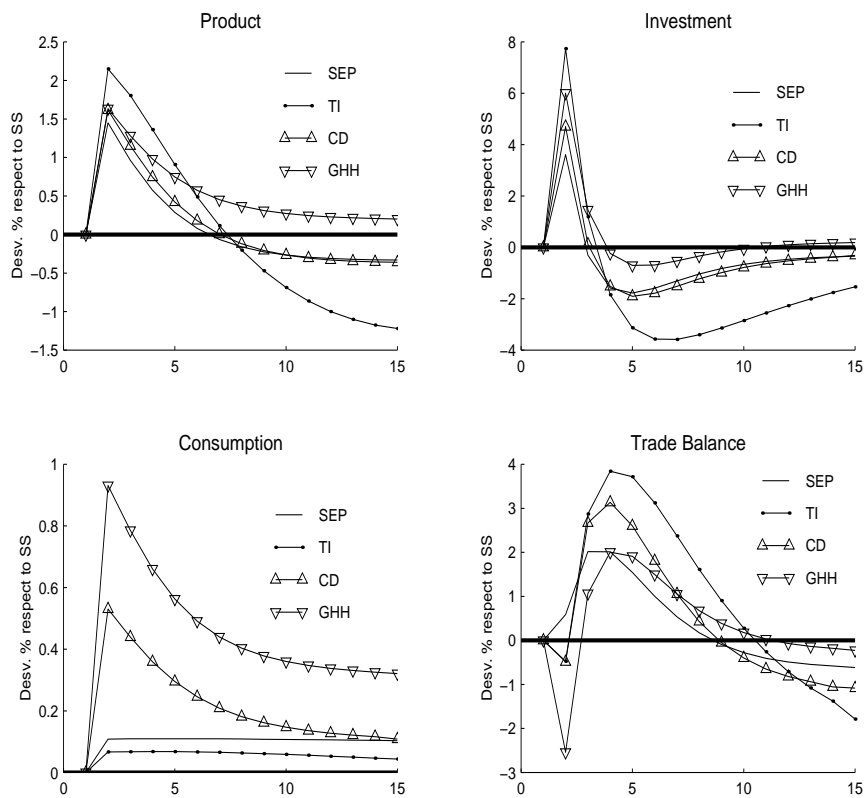 Product
Desv. % respect to SS
2.5
2
1.5
1
0.5
0
−0.5
−1
−1.5
0 5 10 15
SEP
TI
CD
GHH
Investment
8
6
4
2
0
−2
−4
0 5 10 15
SEP
TI
CD
GHH
Consumption
Desv. % respect to SS
1
0.8
0.6
0.4
0.2
0
0 5 10 15
SEP
TI
CD
GHH
Trade Balance
Desv. % respect to SS
4
3
2
1
0
−1
−2
−3
0 5 10 15
SEP
TI
CD
GHH